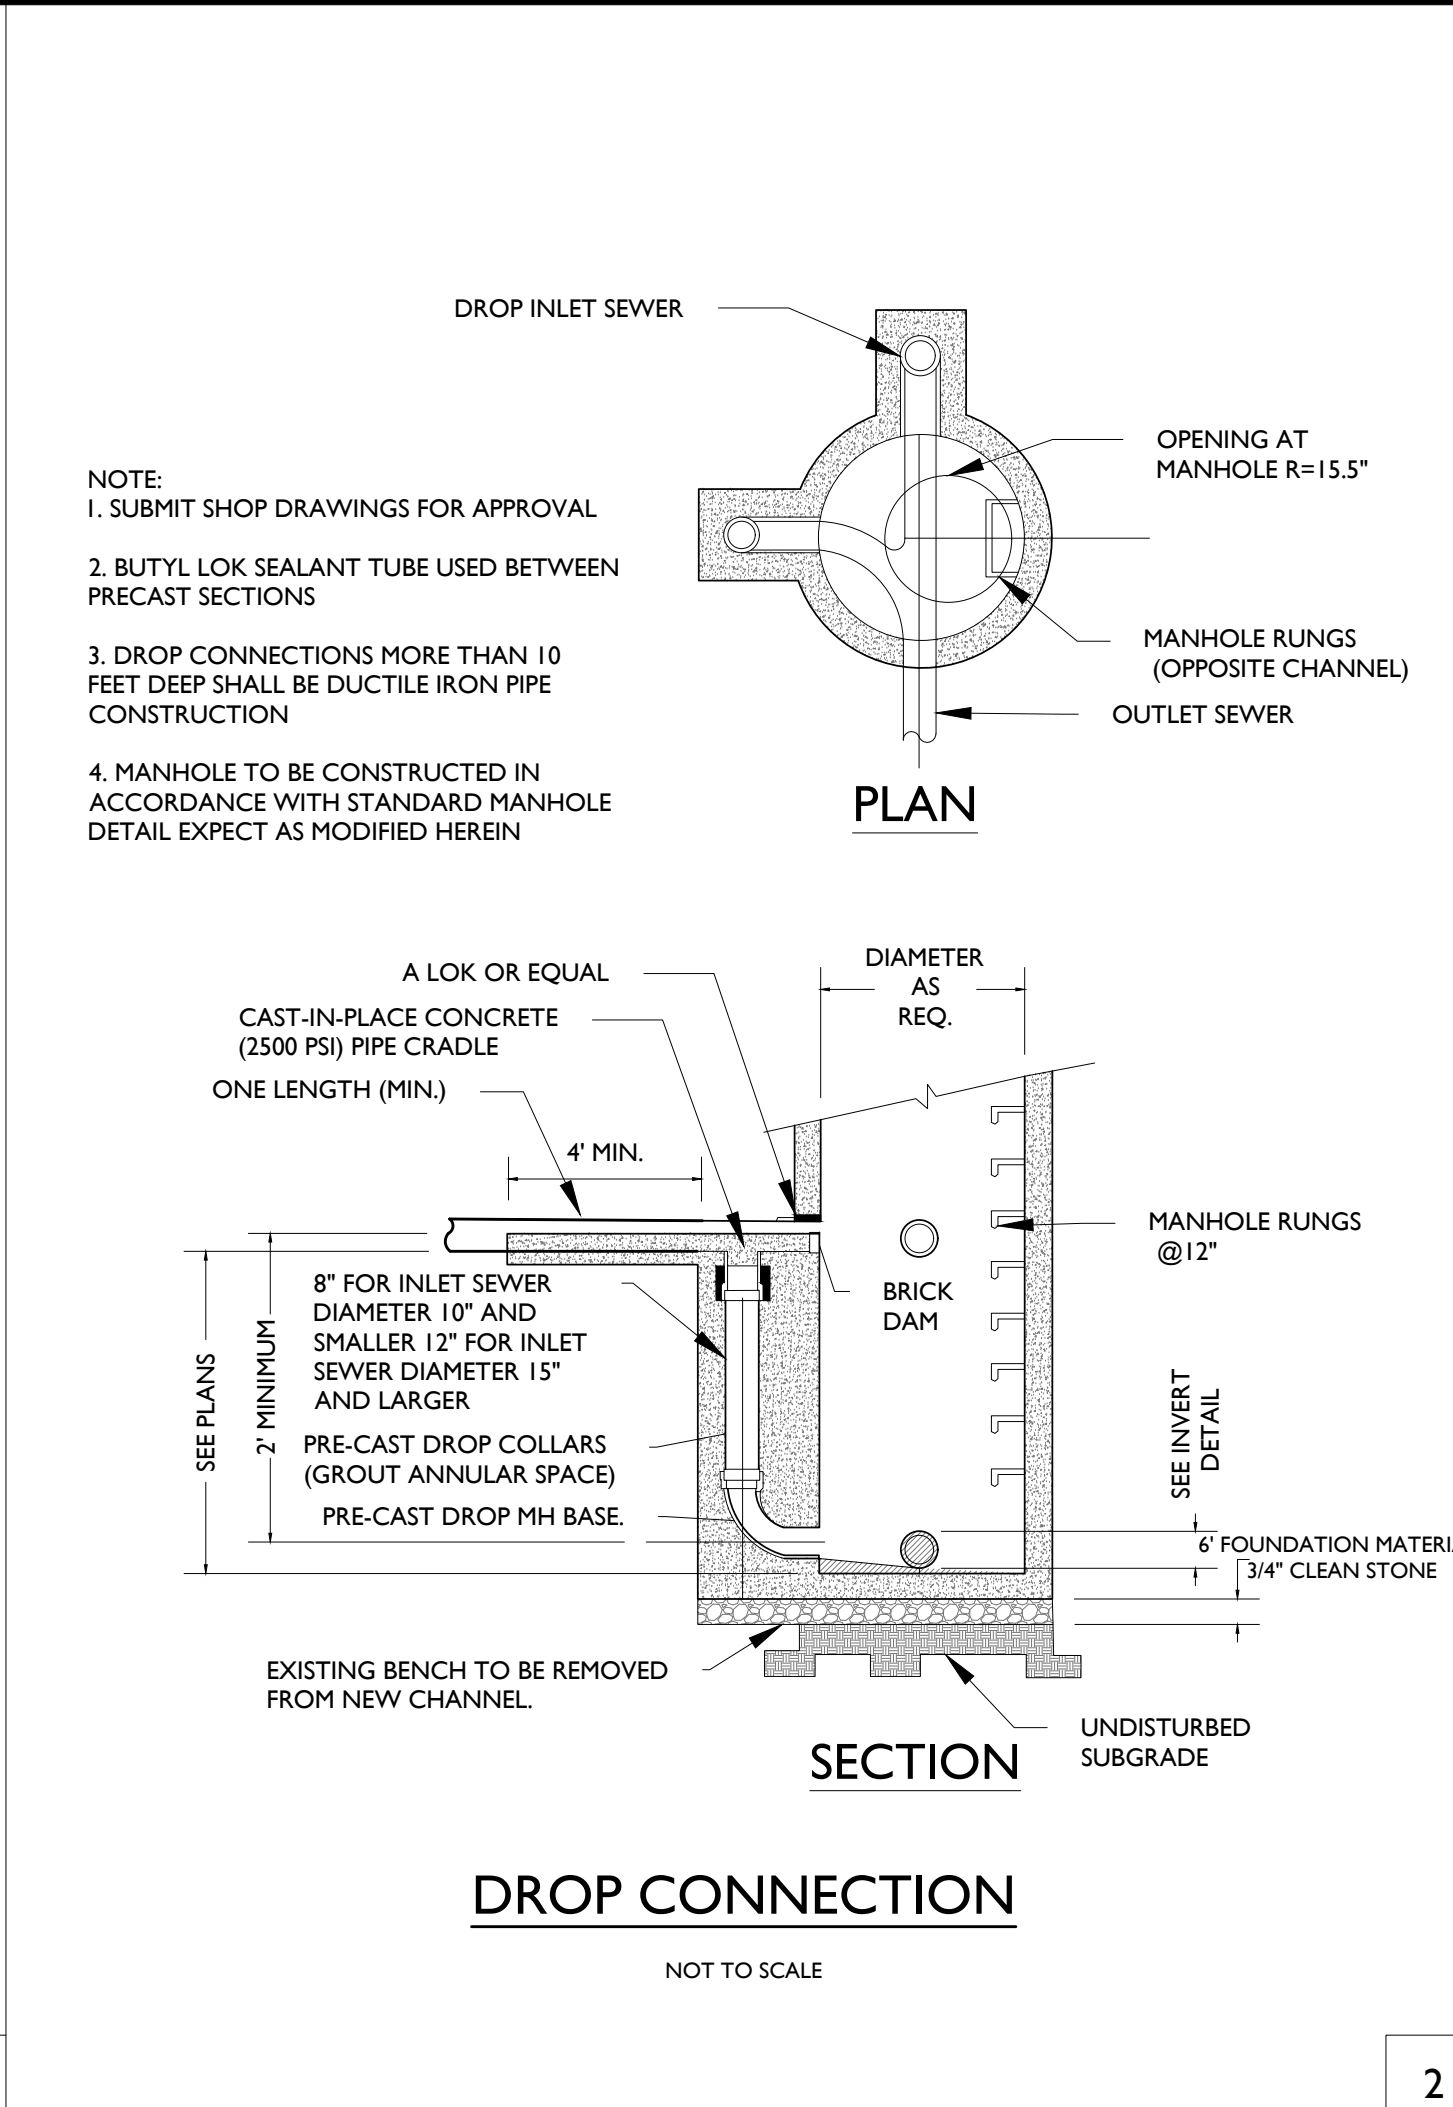 DROP INLET SEWER
OPENING AT
MANHOLE R=15.5"
NOTE:
1. SUBMIT SHOP DRAWINGS FOR APPROVAL
2. BUTYL LOK SEALANT TUBE USED BETWEEN
PRECAST SECTIONS
3. DROP CONNECTIONS MORE THAN 10
FEET DEEP SHALL BE DUCTILE IRON PIPE
CONSTRUCTION
4. MANHOLE TO BE CONSTRUCTED IN
ACCORDANCE WITH STANDARD MANHOLE
DETAIL EXPECT AS MODIFIED HEREIN
MANHOLE RUNGS
(OPPOSITE CHANNEL)
OUTLET SEWER
PLAN
DIAMETER
AS
REQ.
A LOK OR EQUAL
CAST-IN-PLACE CONCRETE
(2500 PSI) PIPE CRADLE
ONE LENGTH (MIN.)
4' MIN.
MANHOLE RUNGS
@12"
8" FOR INLET SEWER
DIAMETER 10" AND
SMALLER 12" FOR INLET
SEWER DIAMETER 15"
AND LARGER
BRICK
DAM
SEE PLANS
2' MINIMUM
PRE-CAST DROP COLLARS
(GROUT ANNULAR SPACE)
PRE-CAST DROP MH BASE.
SEE INVERT
DETAIL
6' FOUNDATION MATERI
3/4" CLEAN STONE
EXISTING BENCH TO BE REMOVED
FROM NEW CHANNEL.
UNDISTURBED
SUBGRADE
SECTION
DROP CONNECTION
NOT TO SCALE
2